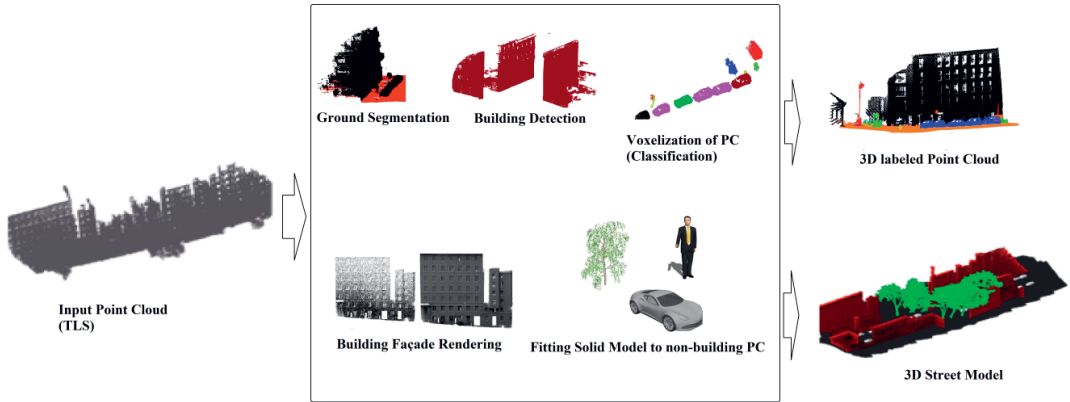 Ground Segmentation
Building Detection
Voxelization of PC
(Classification)
3D labeled Point Cloud
Input Point Cloud
(TLS)
Building Façade Rendering
Fitting Solid Model to non-building PC
3D Street Model